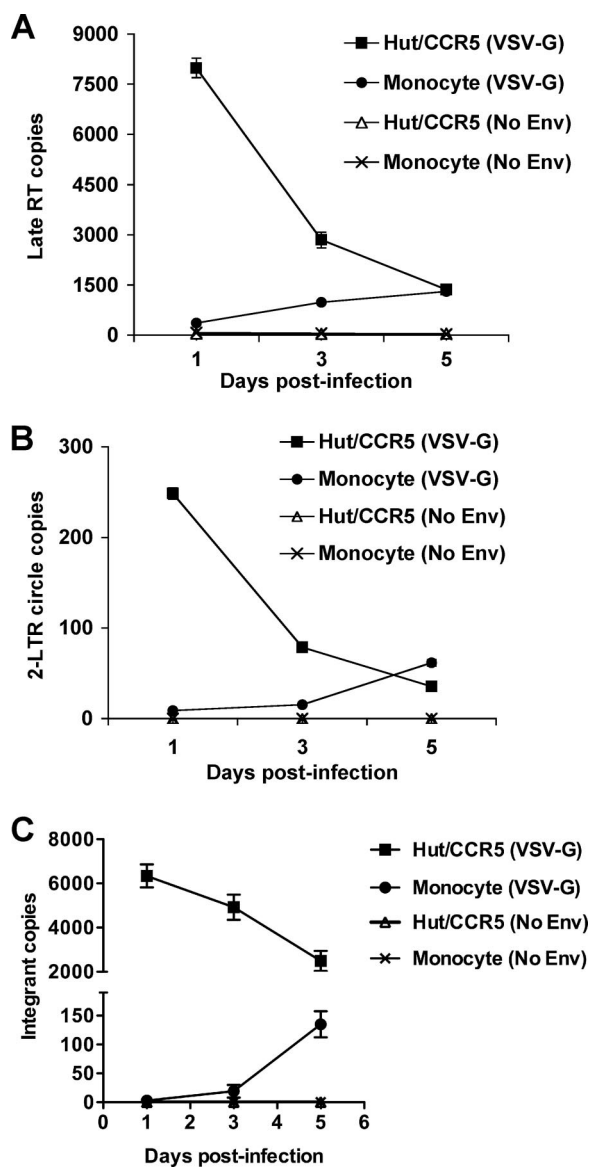 A
Late RT copies
9000
7500
6000
4500
3000
1500
0
1 3 5
Days post-infection
Hut/CCR5 (VSV-G)
Monocyte (VSV-G)
Hut/CCR5 (No Env)
Monocyte (No Env)
B
2-LTR circle copies
300
200
100
0
1 3 5
Days post-infection
Hut/CCR5 (VSV-G)
Monocyte (VSV-G)
Hut/CCR5 (No Env)
Monocyte (No Env)
C
Integrant copies
8000
6000
4000
2000
150
100
50
0
0 1 2 3 4 5 6
Days post-infection
Hut/CCR5 (VSV-G)
Monocyte (VSV-G)
Hut/CCR5 (No Env)
Monocyte (No Env)